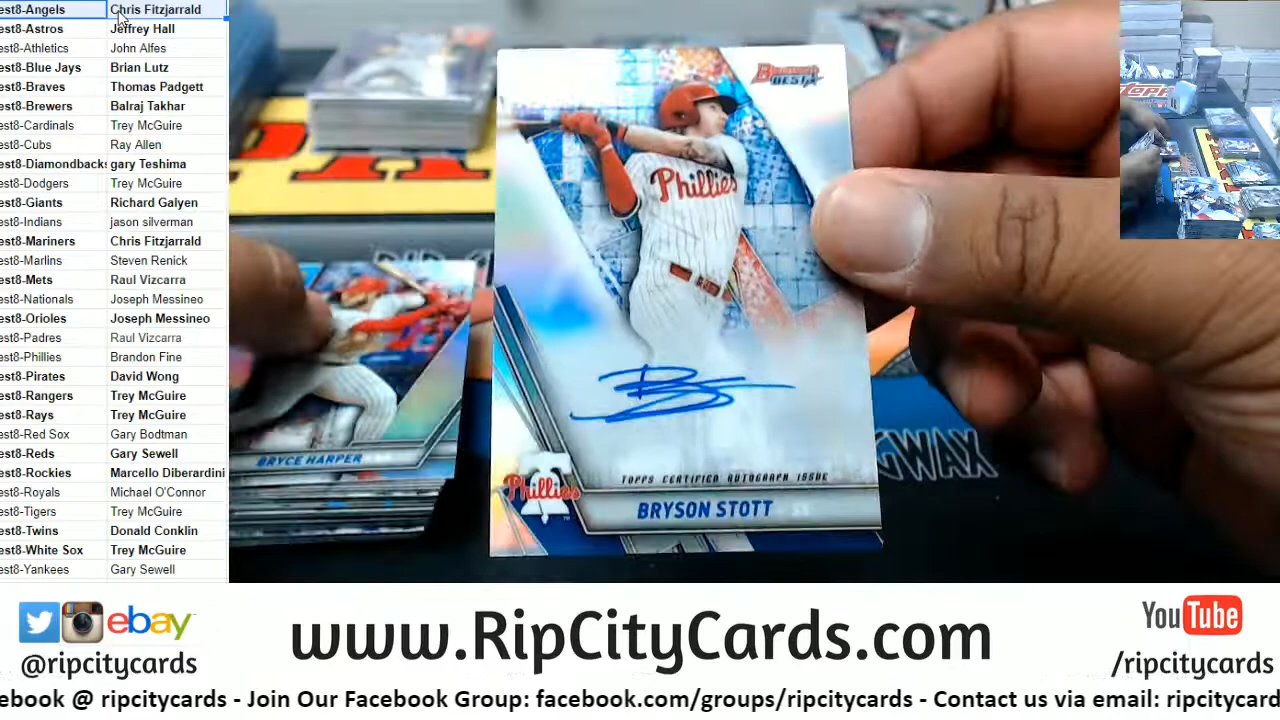 est8-Angels Chris Fitzjarrald
est8-Astros Jeffrey Hall
est8-Athletics John Alfes
est8-Blue Jays Brian Lutz
est8-Braves Thomas Padgett
est8-Brewers Balraj Takhar
est8-Cardinals Trey McGuire
est8-Cubs Ray Allen
est8-Diamondbacks gary Teshima
est8-Dodgers Trey McGuire
est8-Giants Richard Galyen
est8-Indians jason silverman
est8-Mariners Chris Fitzjarrald
est8-Marlins Steven Renick
est8-Mets Raul Vizcarra
est8-Nationals Joseph Messineo
est8-Orioles Joseph Messineo
est8-Padres Raul Vizcarra
est8-Phillies Brandon Fine
est8-Pirates David Wong
est8-Rangers Trey McGuire
est8-Rays Trey McGuire
est8-Red Sox Gary Bodtman
est8-Reds Gary Sewell
est8-Rockies Marcello Diberardini
est8-Royals Michael O'Connor
est8-Tigers Trey McGuire
est8-Twins Donald Conklin
est8-White Sox Trey McGuire
est8-Yankees Gary Sewell
Bowman's BEST
Phillies
TOPPS CERTIFIED AUTOGRAPH ISSUE
Phillies
BRYSON STOTT SS
BRYCE HARPER
GWAX
Topps
ebay
@ripcitycards
www.RipCityCards.com
YouTube
/ripcitycards
ebook @ ripcitycards - Join Our Facebook Group: facebook.com/groups/ripcitycards - Contact us via email: ripcitycard